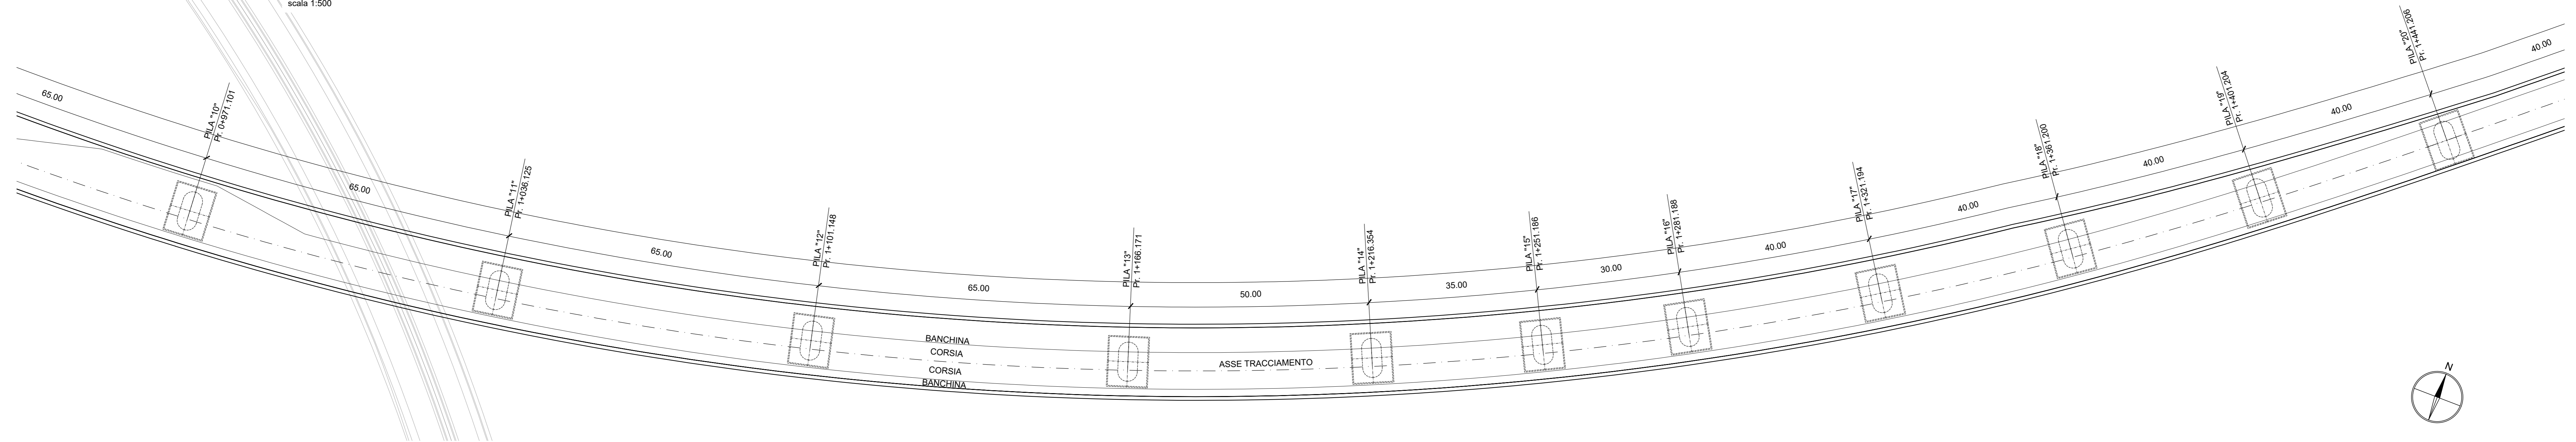 scala 1:500
65.00
PILA "10"
Pr. 0+971.101
65.00
PILA "11"
Pr. 1+036.125
65.00
PILA "12"
Pr. 1+101.148
65.00
PILA "13"
Pr. 1+166.171
50.00
PILA "14"
Pr. 1+216.354
35.00
PILA "15"
Pr. 1+251.186
30.00
PILA "16"
Pr. 1+281.188
40.00
PILA "17"
Pr. 1+321.194
40.00
PILA "18"
Pr. 1+361.200
40.00
PILA "19"
Pr. 1+401.204
40.00
PILA "20"
Pr. 1+441.206
40.00
BANCHINA
CORSIA
ASSE TRACCIAMENTO
CORSIA
BANCHINA
N